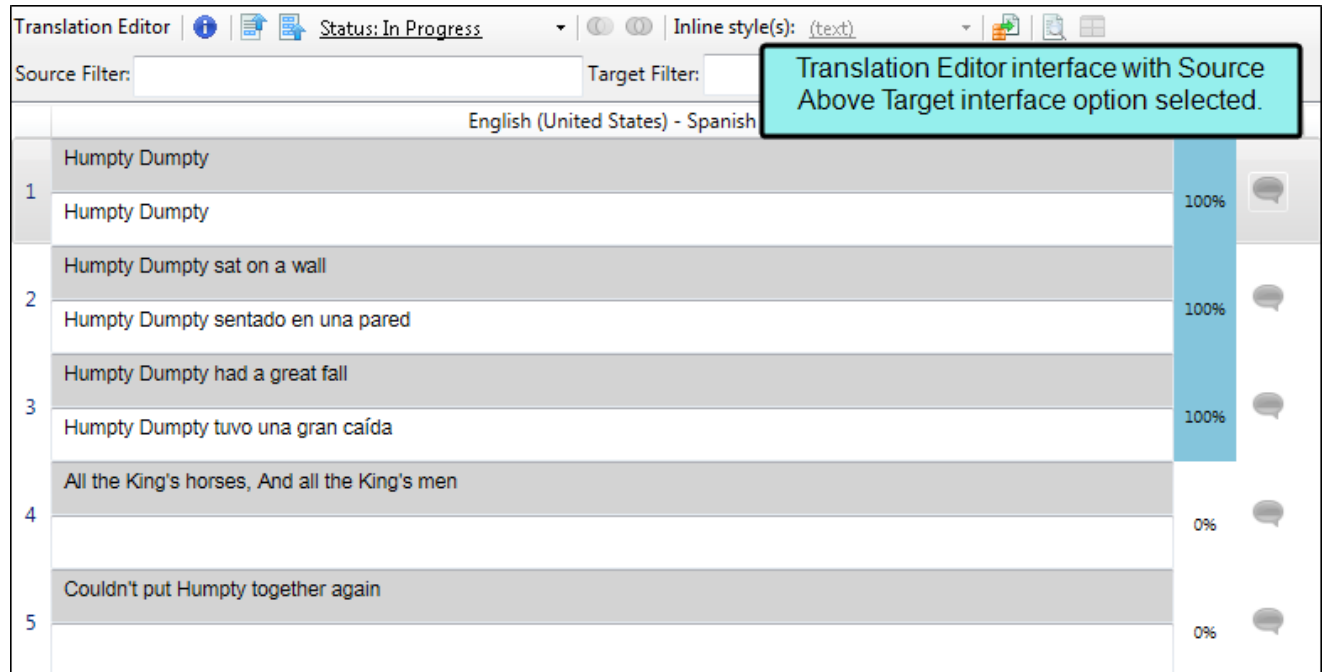 Translation Editor Status: In Progress Inline style(s): (text)
Source Filter: Target Filter:
Translation Editor interface with Source
Above Target interface option selected.
English (United States) - Spanish
Humpty Dumpty
1
100%
Humpty Dumpty
Humpty Dumpty sat on a wall
2
100%
Humpty Dumpty sentado en una pared
Humpty Dumpty had a great fall
3
100%
Humpty Dumpty tuvo una gran caída
All the King's horses, And all the King's men
4
0%
Couldn't put Humpty together again
5
0%